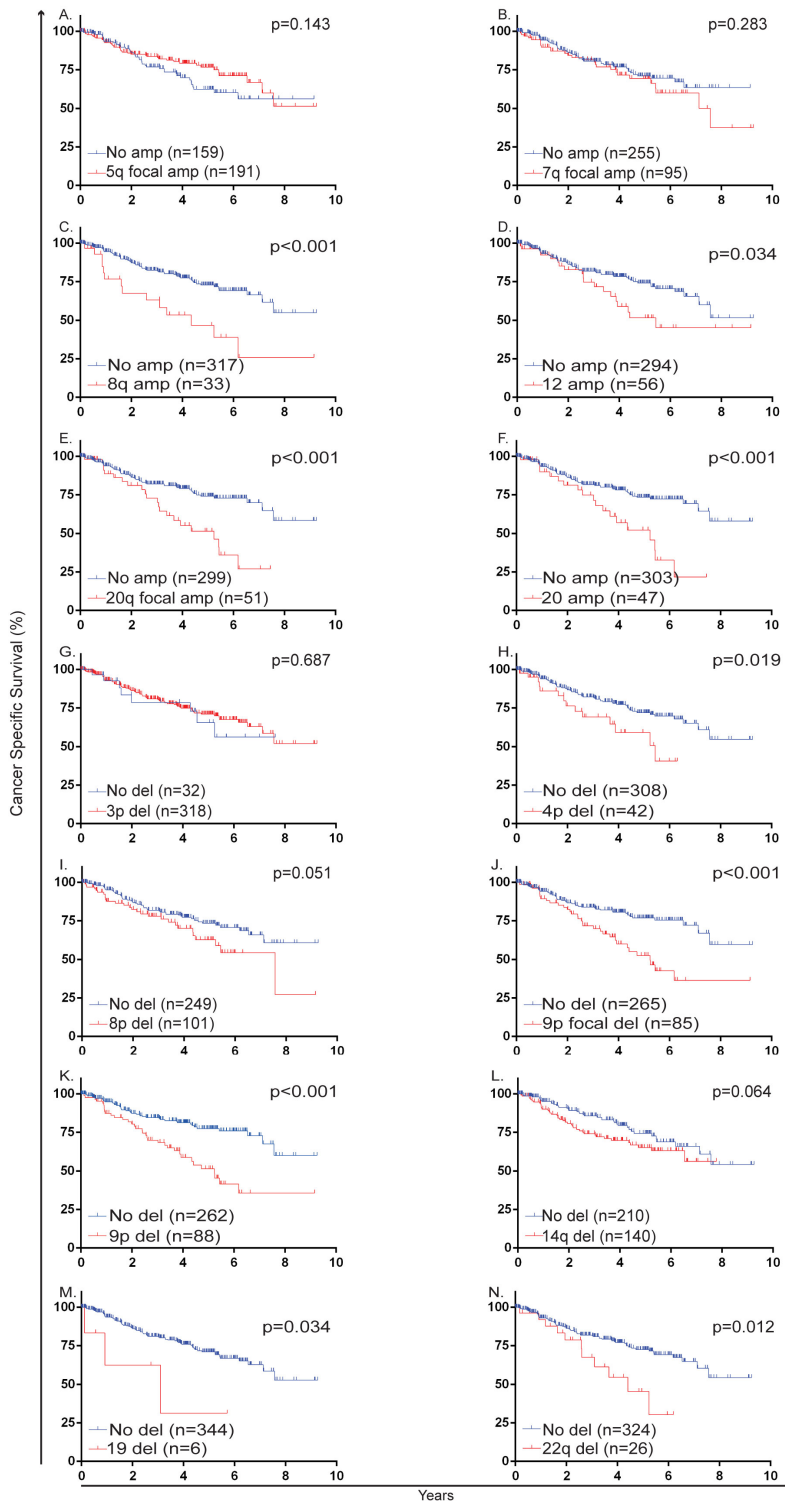 A.
p=0.143
100
75
50
25
0
No amp (n=159)
5q focal amp (n=191)
0 2 4 6 8 10
B.
p=0.283
100
75
50
25
0
No amp (n=255)
7q focal amp (n=95)
0 2 4 6 8 10
C.
p<0.001
100
75
50
25
No amp (n=317)
8q amp (n=33)
0 2 4 6 8 10
D.
p=0.034
100
75
50
25
No amp (n=294)
12 amp (n=56)
0 2 4 6 8 10
E.
p<0.001
100
75
50
25
0
No amp (n=299)
20q focal amp (n=51)
0 2 4 6 8 10
F.
p<0.001
100
75
50
25
0
No amp (n=303)
20 amp (n=47)
0 2 4 6 8 10
G.
p=0.687
100
75
50
25
No del (n=32)
3p del (n=318)
0 2 4 6 8 10
H.
p=0.019
100
75
50
25
No del (n=308)
4p del (n=42)
0 2 4 6 8 10
I.
p=0.051
100
75
50
25
0
No del (n=249)
8p del (n=101)
0 2 4 6 8 10
J.
p<0.001
100
75
50
25
0
No del (n=265)
9p focal del (n=85)
0 2 4 6 8 10
K.
p<0.001
100
75
50
25
0
No del (n=262)
9p del (n=88)
0 2 4 6 8 10
L.
p=0.064
100
75
50
25
0
No del (n=210)
14q del (n=140)
0 2 4 6 8 10
M.
p=0.034
100
75
50
25
No del (n=344)
19 del (n=6)
0 2 4 6 8 10
N.
p=0.012
100
75
50
25
No del (n=324)
22q del (n=26)
0 2 4 6 8 10
Cancer Specific Survival (%)
Years